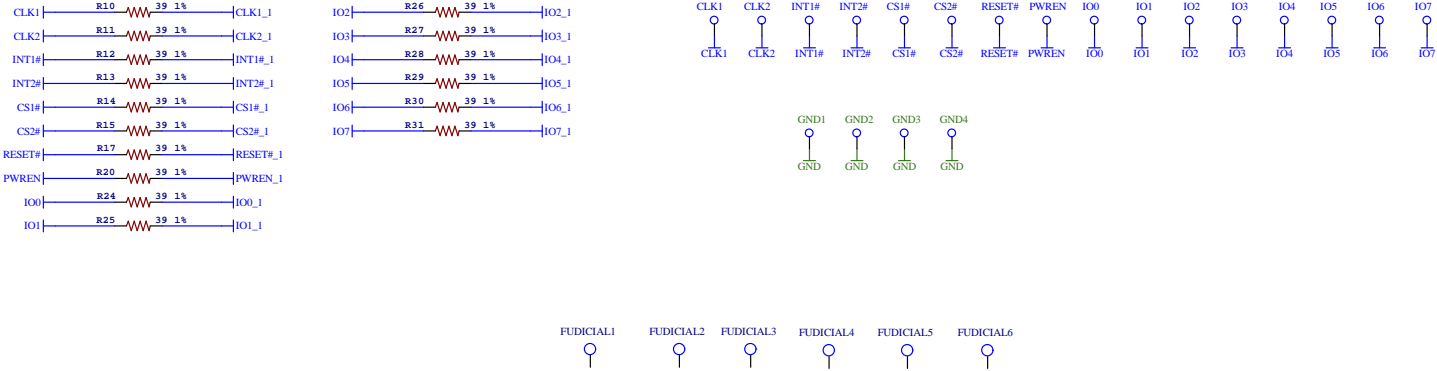 CLK1 R10 39 1% CLK1_1
CLK2 R11 39 1% CLK2_1
INT1# R12 39 1% INT1#_1
INT2# R13 39 1% INT2#_1
CS1# R14 39 1% CS1#_1
CS2# R15 39 1% CS2#_1
RESET# R17 39 1% RESET#_1
PWREN R20 39 1% PWREN_1
IO0 R24 39 1% IO0_1
IO1 R25 39 1% IO1_1
IO2 R26 39 1% IO2_1
IO3 R27 39 1% IO3_1
IO4 R28 39 1% IO4_1
IO5 R29 39 1% IO5_1
IO6 R30 39 1% IO6_1
IO7 R31 39 1% IO7_1
CLK1 CLK2 INT1# INT2# CS1# CS2# RESET# PWREN IO0 IO1 IO2 IO3 IO4 IO5 IO6 IO7
CLK1 CLK2 INT1# INT2# CS1# CS2# RESET# PWREN IO0 IO1 IO2 IO3 IO4 IO5 IO6 IO7
GND1 GND2 GND3 GND4
GND GND GND GND
FUDICIAL1 FUDICIAL2 FUDICIAL3 FUDICIAL4 FUDICIAL5 FUDICIAL6